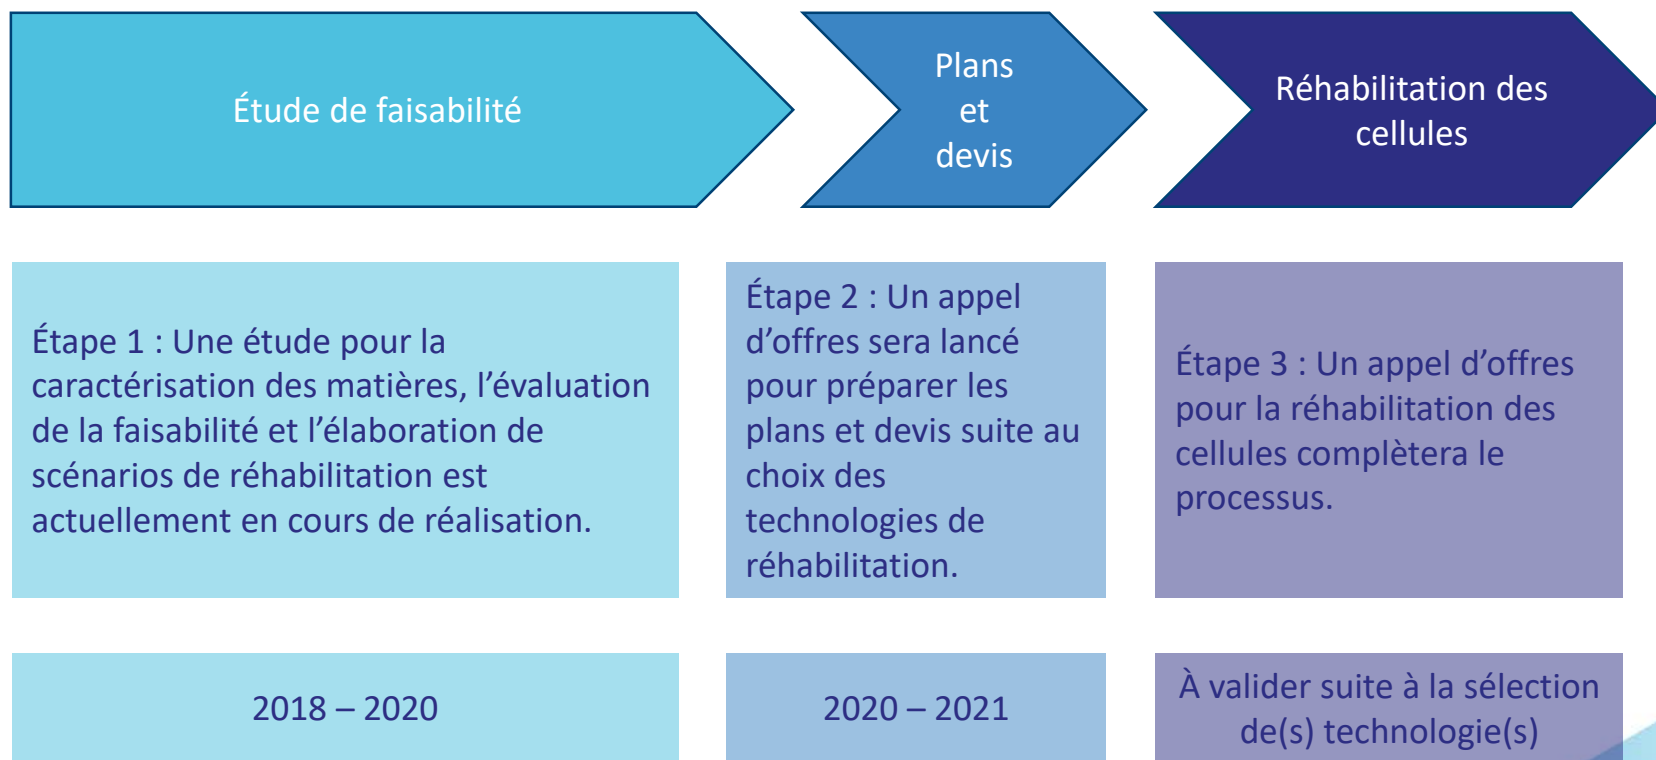 Étude de faisabilité
Plans
et
devis
Réhabilitation des
cellules
Étape 1 : Une étude pour la
caractérisation des matières, l’évaluation
de la faisabilité et l’élaboration de
scénarios de réhabilitation est
actuellement en cours de réalisation.
Étape 2 : Un appel
d’offres sera lancé
pour préparer les
plans et devis suite au
choix des
technologies de
réhabilitation.
Étape 3 : Un appel d’offres
pour la réhabilitation des
cellules complètera le
processus.
2018 – 2020
2020 – 2021
À valider suite à la sélection
de(s) technologie(s)